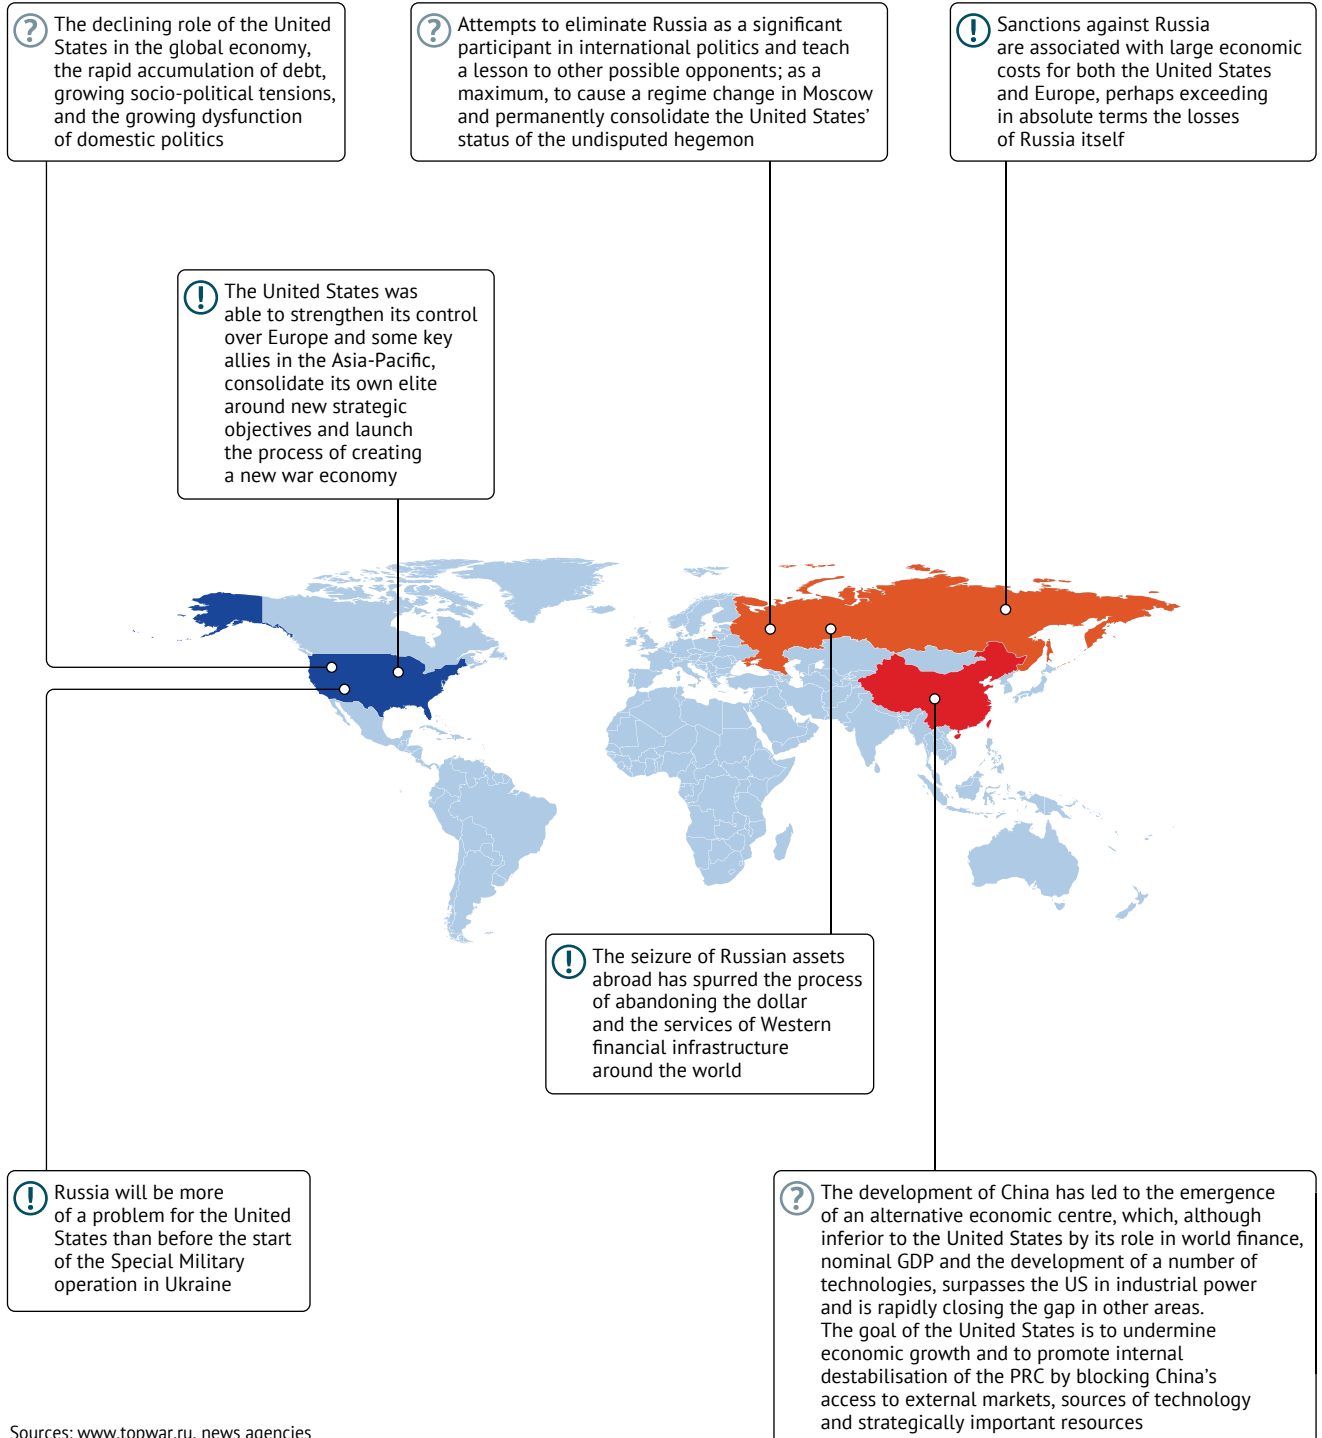 The declining role of the United
States in the global economy,
the rapid accumulation of debt,
growing socio-political tensions,
and the growing dysfunction
of domestic politics
Attempts to eliminate Russia as a significant
participant in international politics and teach
a lesson to other possible opponents; as a
maximum, to cause a regime change in Moscow
and permanently consolidate the United States’
status of the undisputed hegemon
Sanctions against Russia
are associated with large economic
costs for both the United States
and Europe, perhaps exceeding
in absolute terms the losses
of Russia itself
The United States was
able to strengthen its control
over Europe and some key
allies in the Asia-Pacific,
consolidate its own elite
around new strategic
objectives and launch
the process of creating
a new war economy
The seizure of Russian assets
abroad has spurred the process
of abandoning the dollar
and the services of Western
financial infrastructure
around the world
Russia will be more
of a problem for the United
States than before the start
of the Special Military
operation in Ukraine
The development of China has led to the emergence
of an alternative economic centre, which, although
inferior to the United States by its role in world finance,
nominal GDP and the development of a number of
technologies, surpasses the US in industrial power
and is rapidly closing the gap in other areas.
The goal of the United States is to undermine
economic growth and to promote internal
destabilisation of the PRC by blocking China’s
access to external markets, sources of technology
and strategically important resources
Sources: www.topwar.ru, news agencies